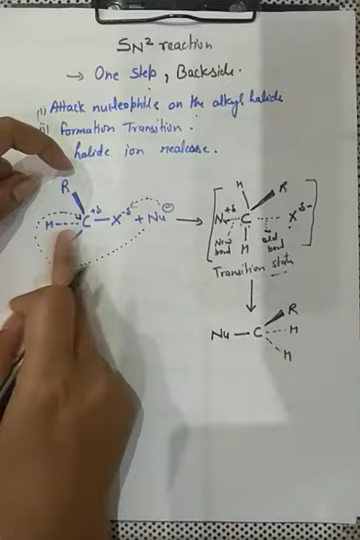 SN² reaction
→ One step, Backside.
(i) Attack nucleophile on the alkyl halide
ii) Formation Transition.
halide ion realease.
R
H---C+δ—X-δ + Nu⊖ →
H
R
Nu+δ---C---Xδ-
H
New bond
old bond
Transition state
R
Nu—C---H
H